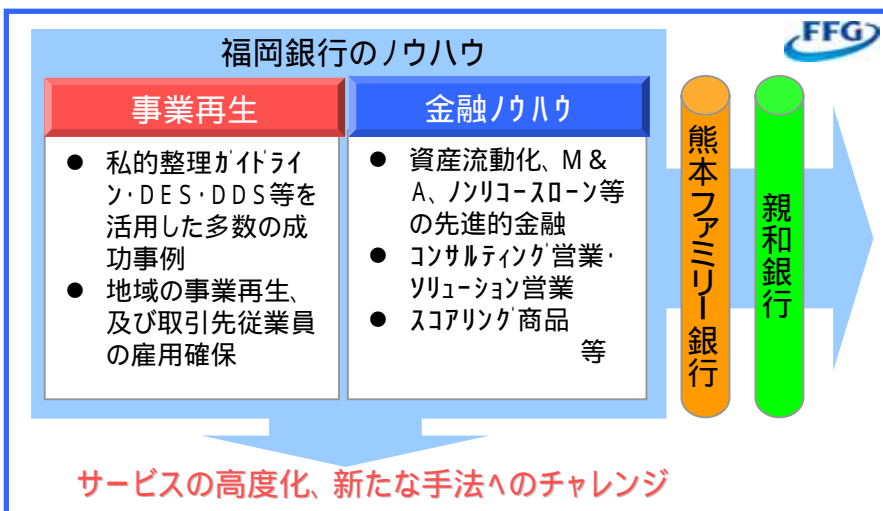 FFG
福岡銀行のノウハウ
事業再生
● 私的整理ガイドライ
ン・DES・DDS等を
活用した多数の成
功事例
● 地域の事業再生、
及び取引先従業員
の雇用確保
金融ノウハウ
● 資産流動化、M&
A、ノンリコースローン等
の先進的金融
● コンサルティング営業・
ソリューション営業
● スコアリング商品
等
熊本ファミリー銀行
親和銀行
サービスの高度化、新たな手法へのチャレンジ